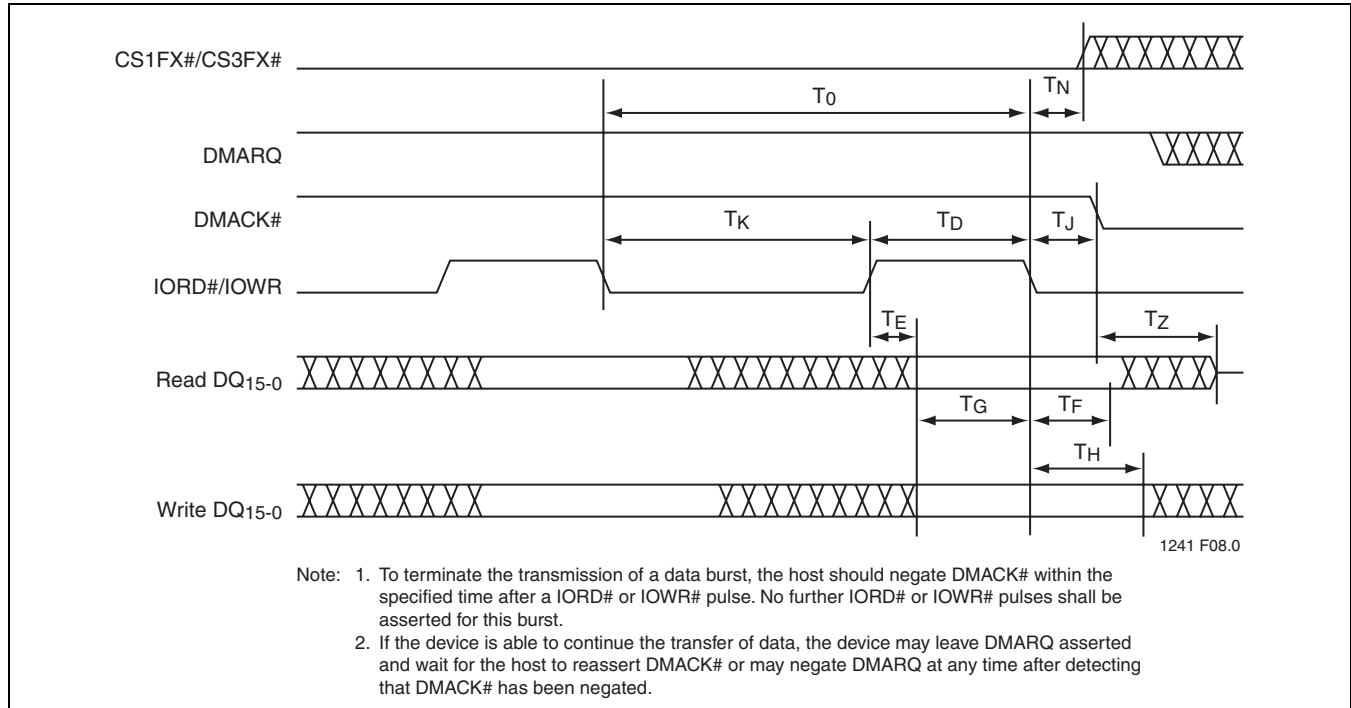 CS1FX#/CS3FX#
TN
T0
DMARQ
DMACK#
TK
TD
TJ
IORD#/IOWR
TE
TZ
Read DQ15-0
TG
TF
TH
Write DQ15-0
1241 F08.0
Note: 1. To terminate the transmission of a data burst, the host should negate DMACK# within the
specified time after a IORD# or IOWR# pulse. No further IORD# or IOWR# pulses shall be
asserted for this burst.
2. If the device is able to continue the transfer of data, the device may leave DMARQ asserted
and wait for the host to reassert DMACK# or may negate DMARQ at any time after detecting
that DMACK# has been negated.